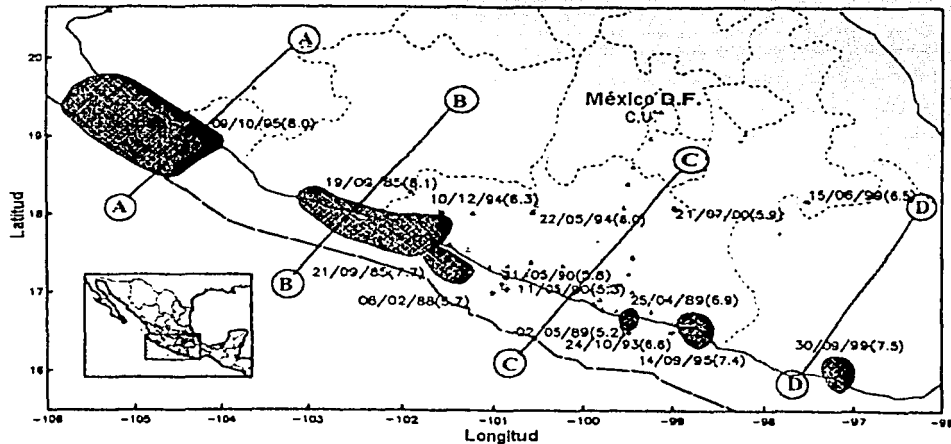 20
19
18
17
16
Latitud
A
09/10/95(8.0)
A
B
19/09/85(8.1)
B
21/09/85(7.7)
México D.F.
C.U.
C
10/12/94(6.3)
22/05/94(6.0)
21/07/00(5.9)
15/06/99(6.5)
D
31/05/90(5.8)
11/05/90(5.3)
08/02/88(5.7)
25/04/89(6.9)
02/05/89(5.2)
24/10/93(6.6)
14/09/95(7.4)
C
30/09/99(7.5)
D
-106 -105 -104 -103 -102 -101 -100 -99 -98 -97
Longitud